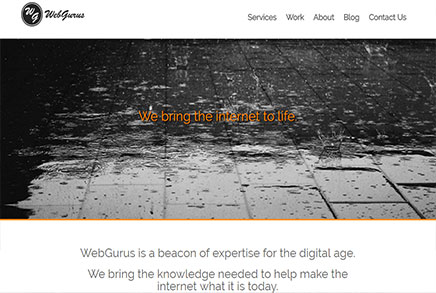 WG WebGurus
Services Work About Blog Contact Us
We bring the internet to life.
WebGurus is a beacon of expertise for the digital age.
We bring the knowledge needed to help make the
internet what it is today.